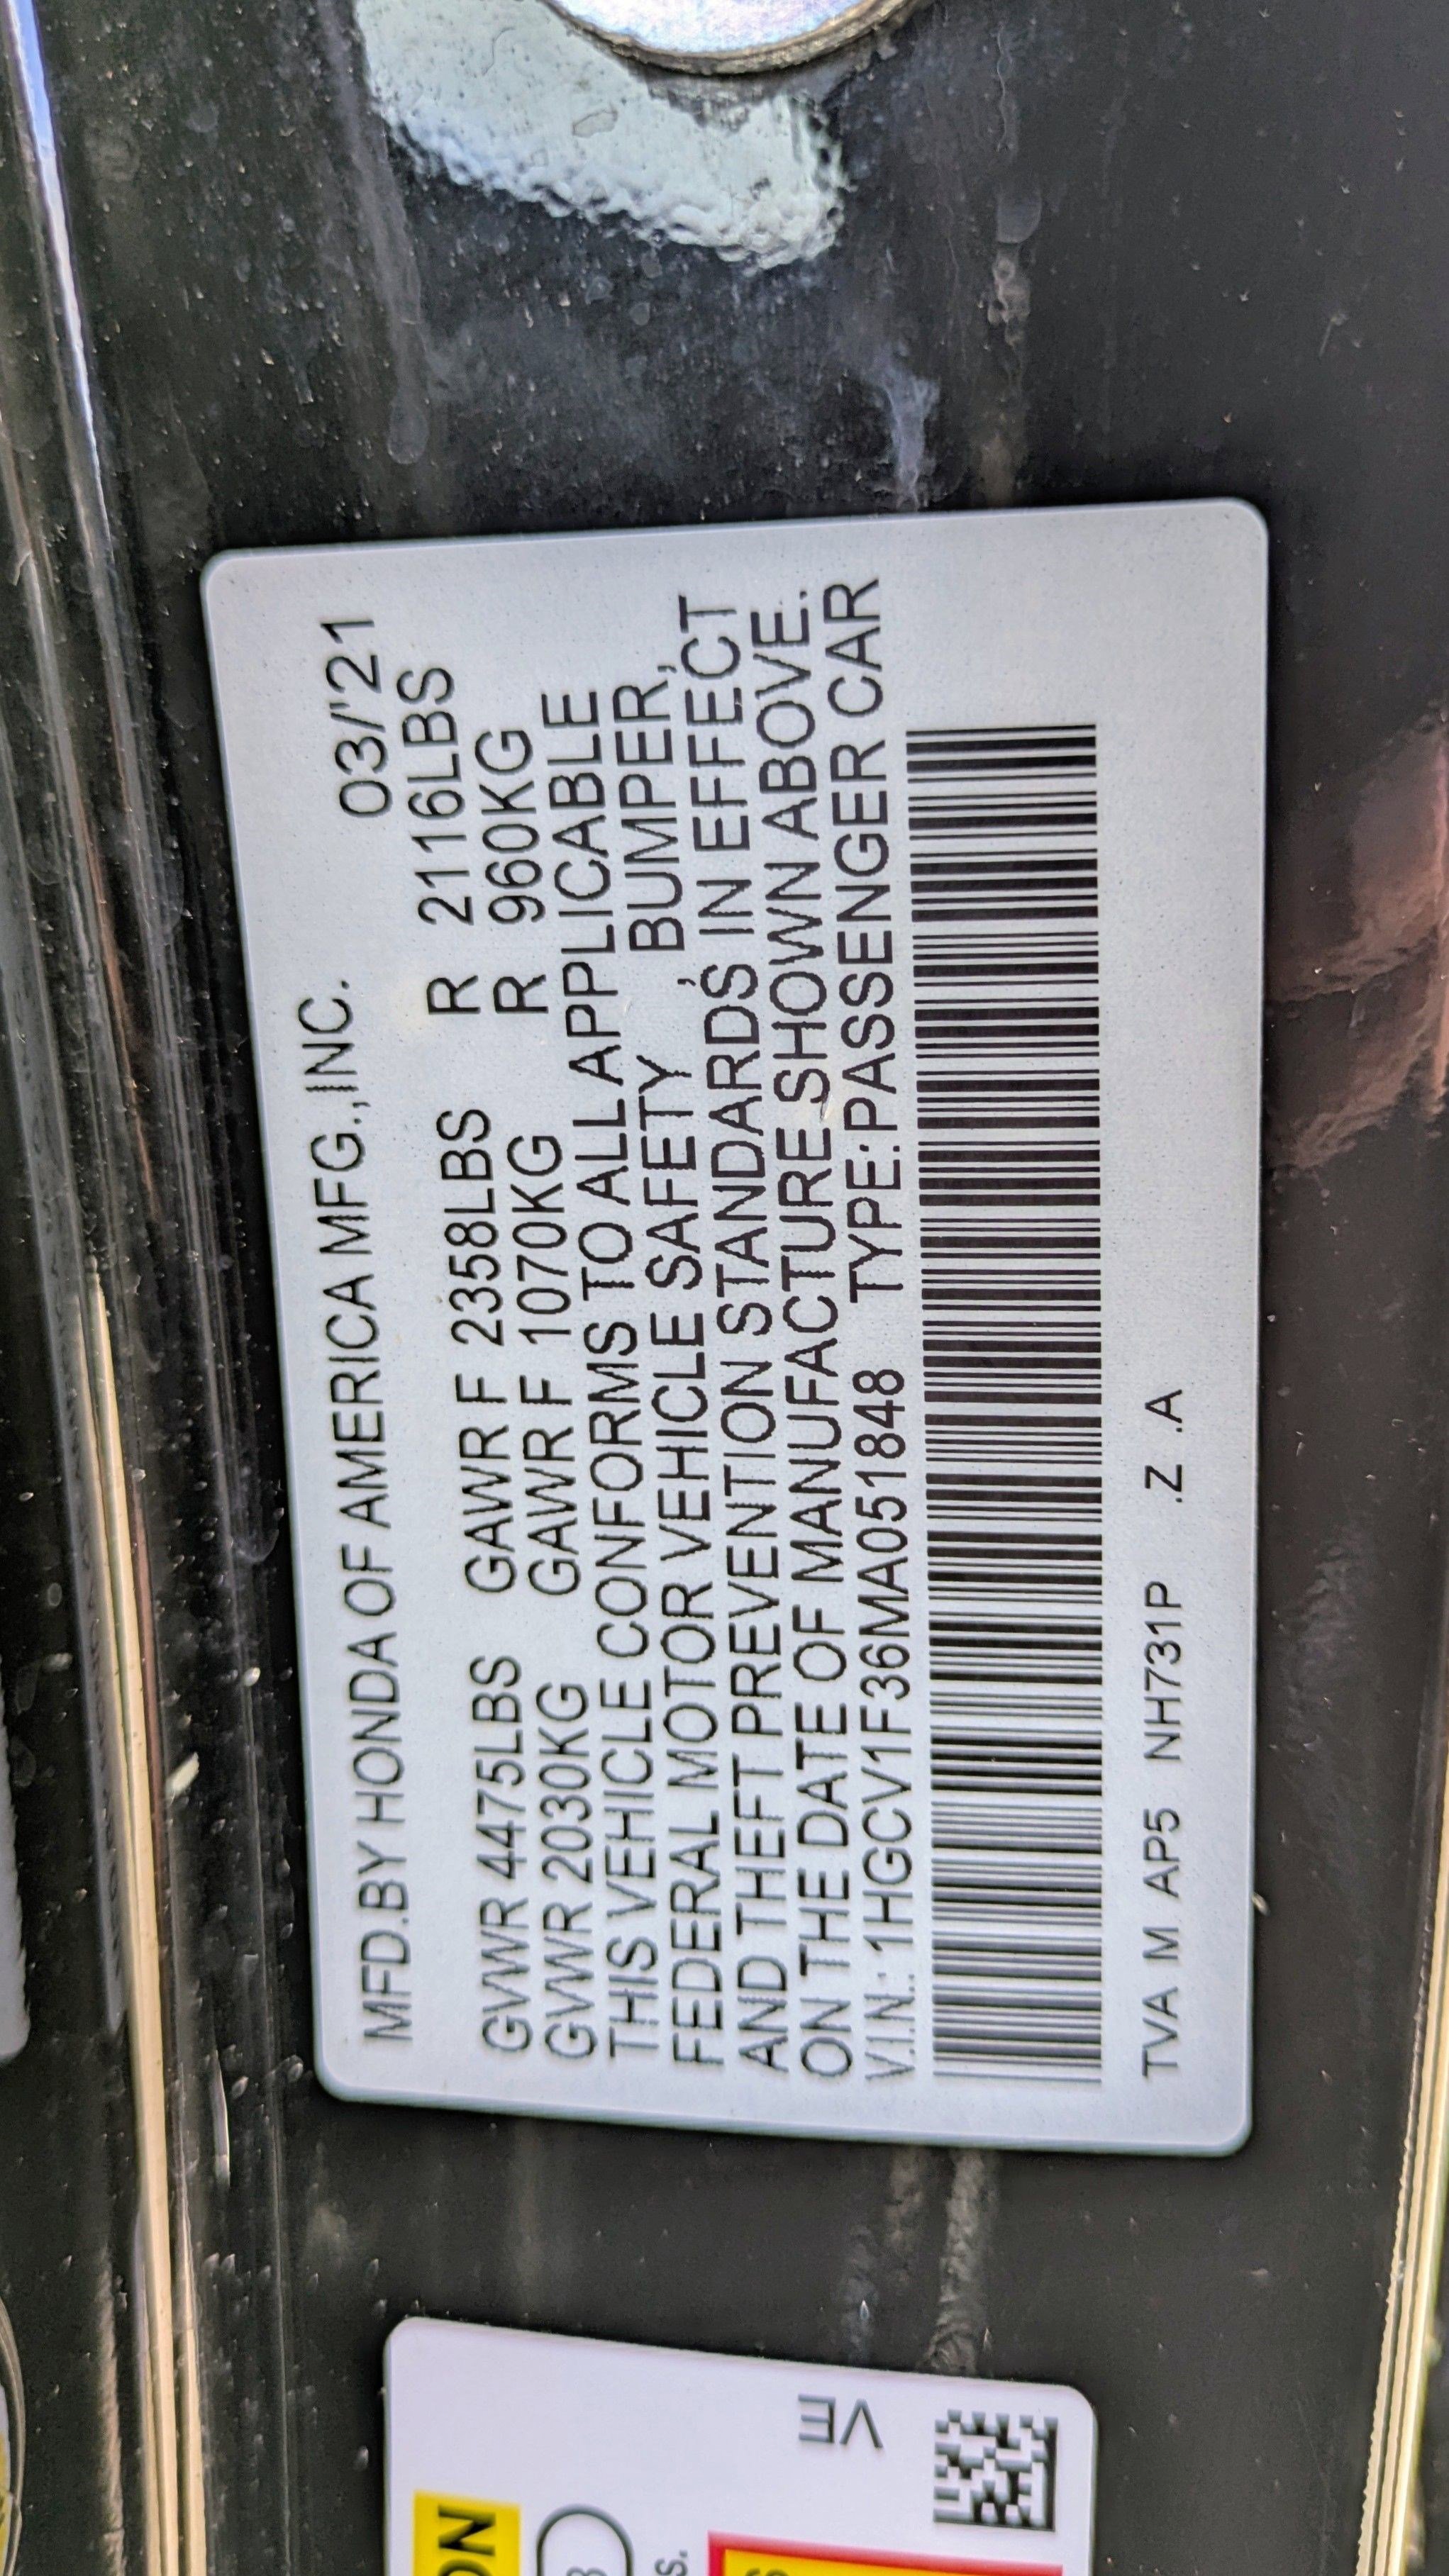 MFD.BY HONDA OF AMERICA MFG.,INC. 03/'21
GVWR 4475LBS GAWR F 2358LBS R 2116LBS
GVWR 2030KG GAWR F 1070KG R 960KG
THIS VEHICLE CONFORMS TO ALL APPLICABLE
FEDERAL MOTOR VEHICLE SAFETY , BUMPER,
AND THEFT PREVENTION STANDARDS IN EFFECT
ON THE DATE OF MANUFACTURE SHOWN ABOVE.
V.I.N.: 1HGCV1F36MA051848 TYPE:PASSENGER CAR
TVA M AP5 NH731P .Z .A
VE